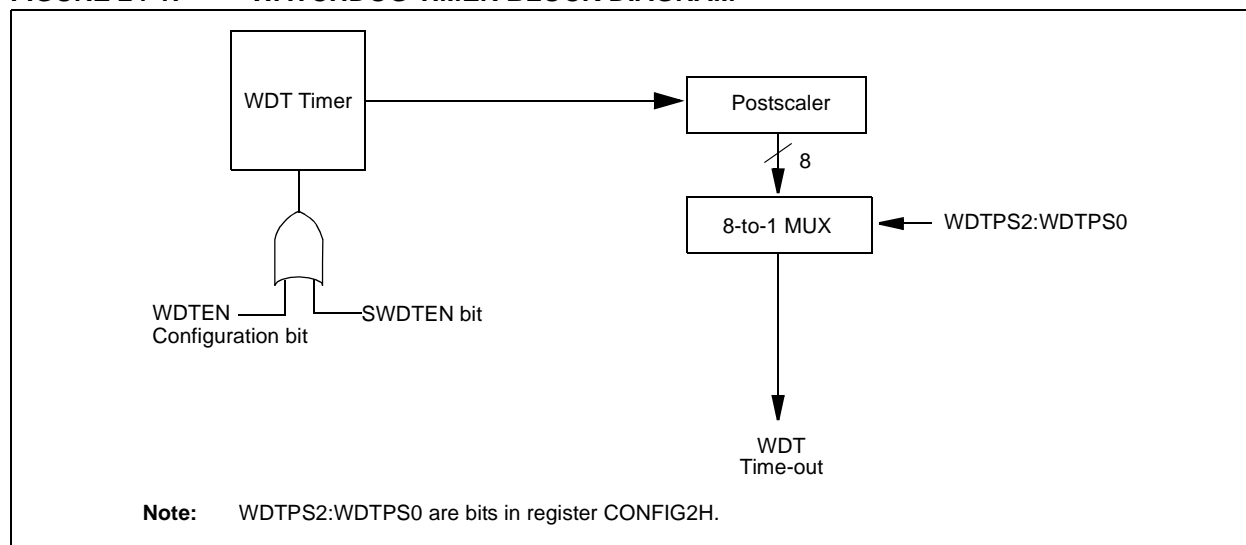 WDT Timer
Postscaler
8
8-to-1 MUX
WDTPS2:WDTPS0
WDTEN
Configuration bit
SWDTEN bit
WDT
Time-out
Note: WDTPS2:WDTPS0 are bits in register CONFIG2H.